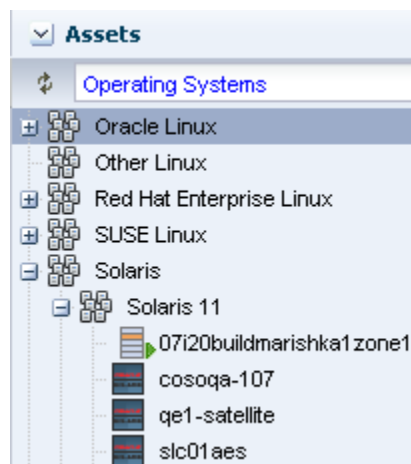 Assets
Operating Systems
Oracle Linux
Other Linux
Red Hat Enterprise Linux
SUSE Linux
Solaris
Solaris 11
07i20buildmarishka1zone1
cosoqa-107
qe1-satellite
slc01aes